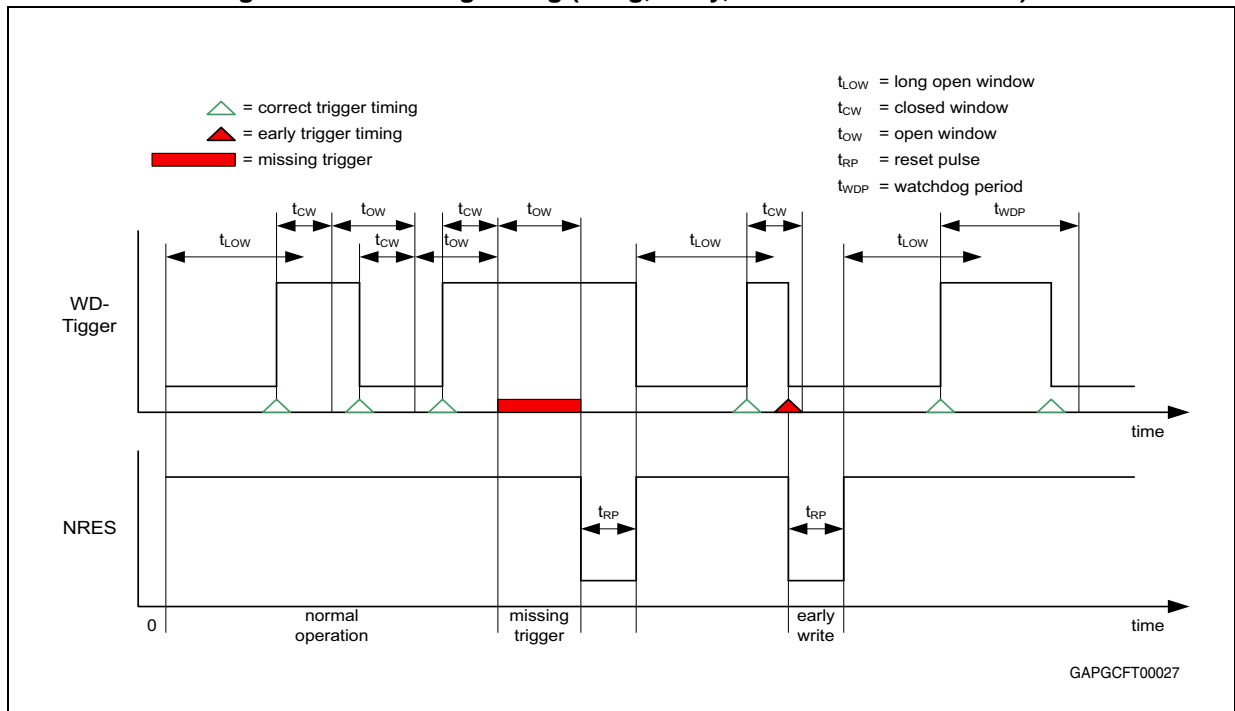 = correct trigger timing
= early trigger timing
= missing trigger
tLOW = long open window
tCW = closed window
tOW = open window
tRP = reset pulse
tWDP = watchdog period
tCW tOW tCW tOW tCW tWDP
tLOW tCW tOW tLOW tLOW
WD-
Tigger
time
NRES
tRP tRP
0 normal missing early time
operation trigger write
GAPGCFT00027